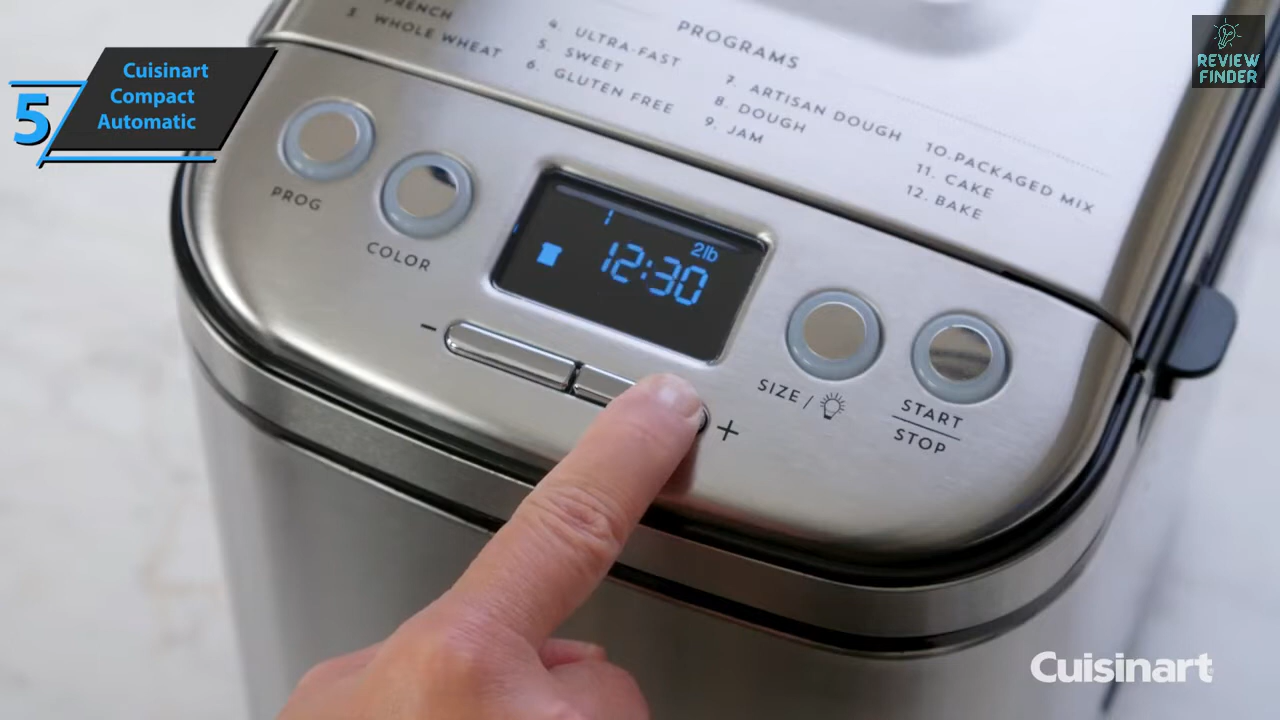 5
Cuisinart
Compact
Automatic
REVIEW
FINDER
PROGRAMS
FRENCH
3 WHOLE WHEAT
4. ULTRA-FAST
5. SWEET
6. GLUTEN FREE
7. ARTISAN DOUGH
8. DOUGH
9. JAM
10. PACKAGED MIX
11. CAKE
12. BAKE
PROG
COLOR
1
2lb
12:30
-
+
SIZE /
START
STOP
Cuisinart